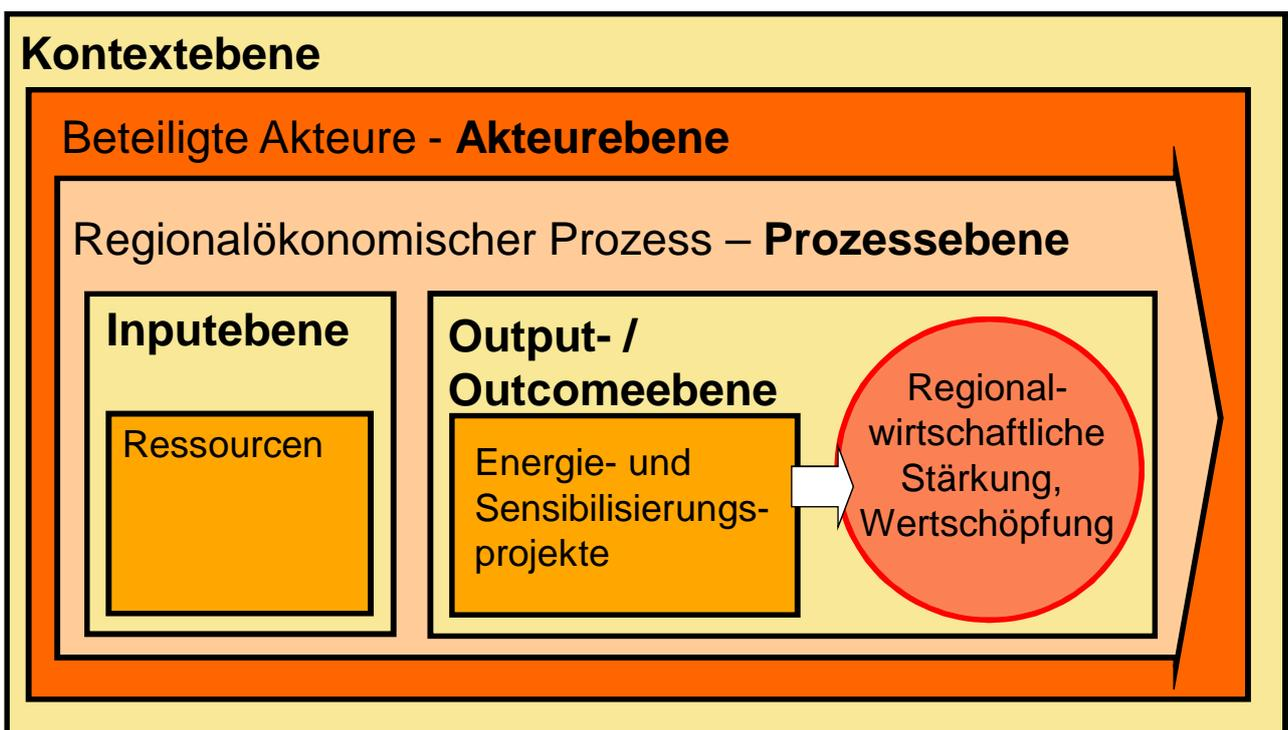 Kontextebene
Beteiligte Akteure - Akteurebene
Regionalökonomischer Prozess – Prozessebene
Inputebene
Ressourcen
Output- /
Outcomeebene
Energie- und
Sensibilisierungs-
projekte
Regional-
wirtschaftliche
Stärkung,
Wertschöpfung